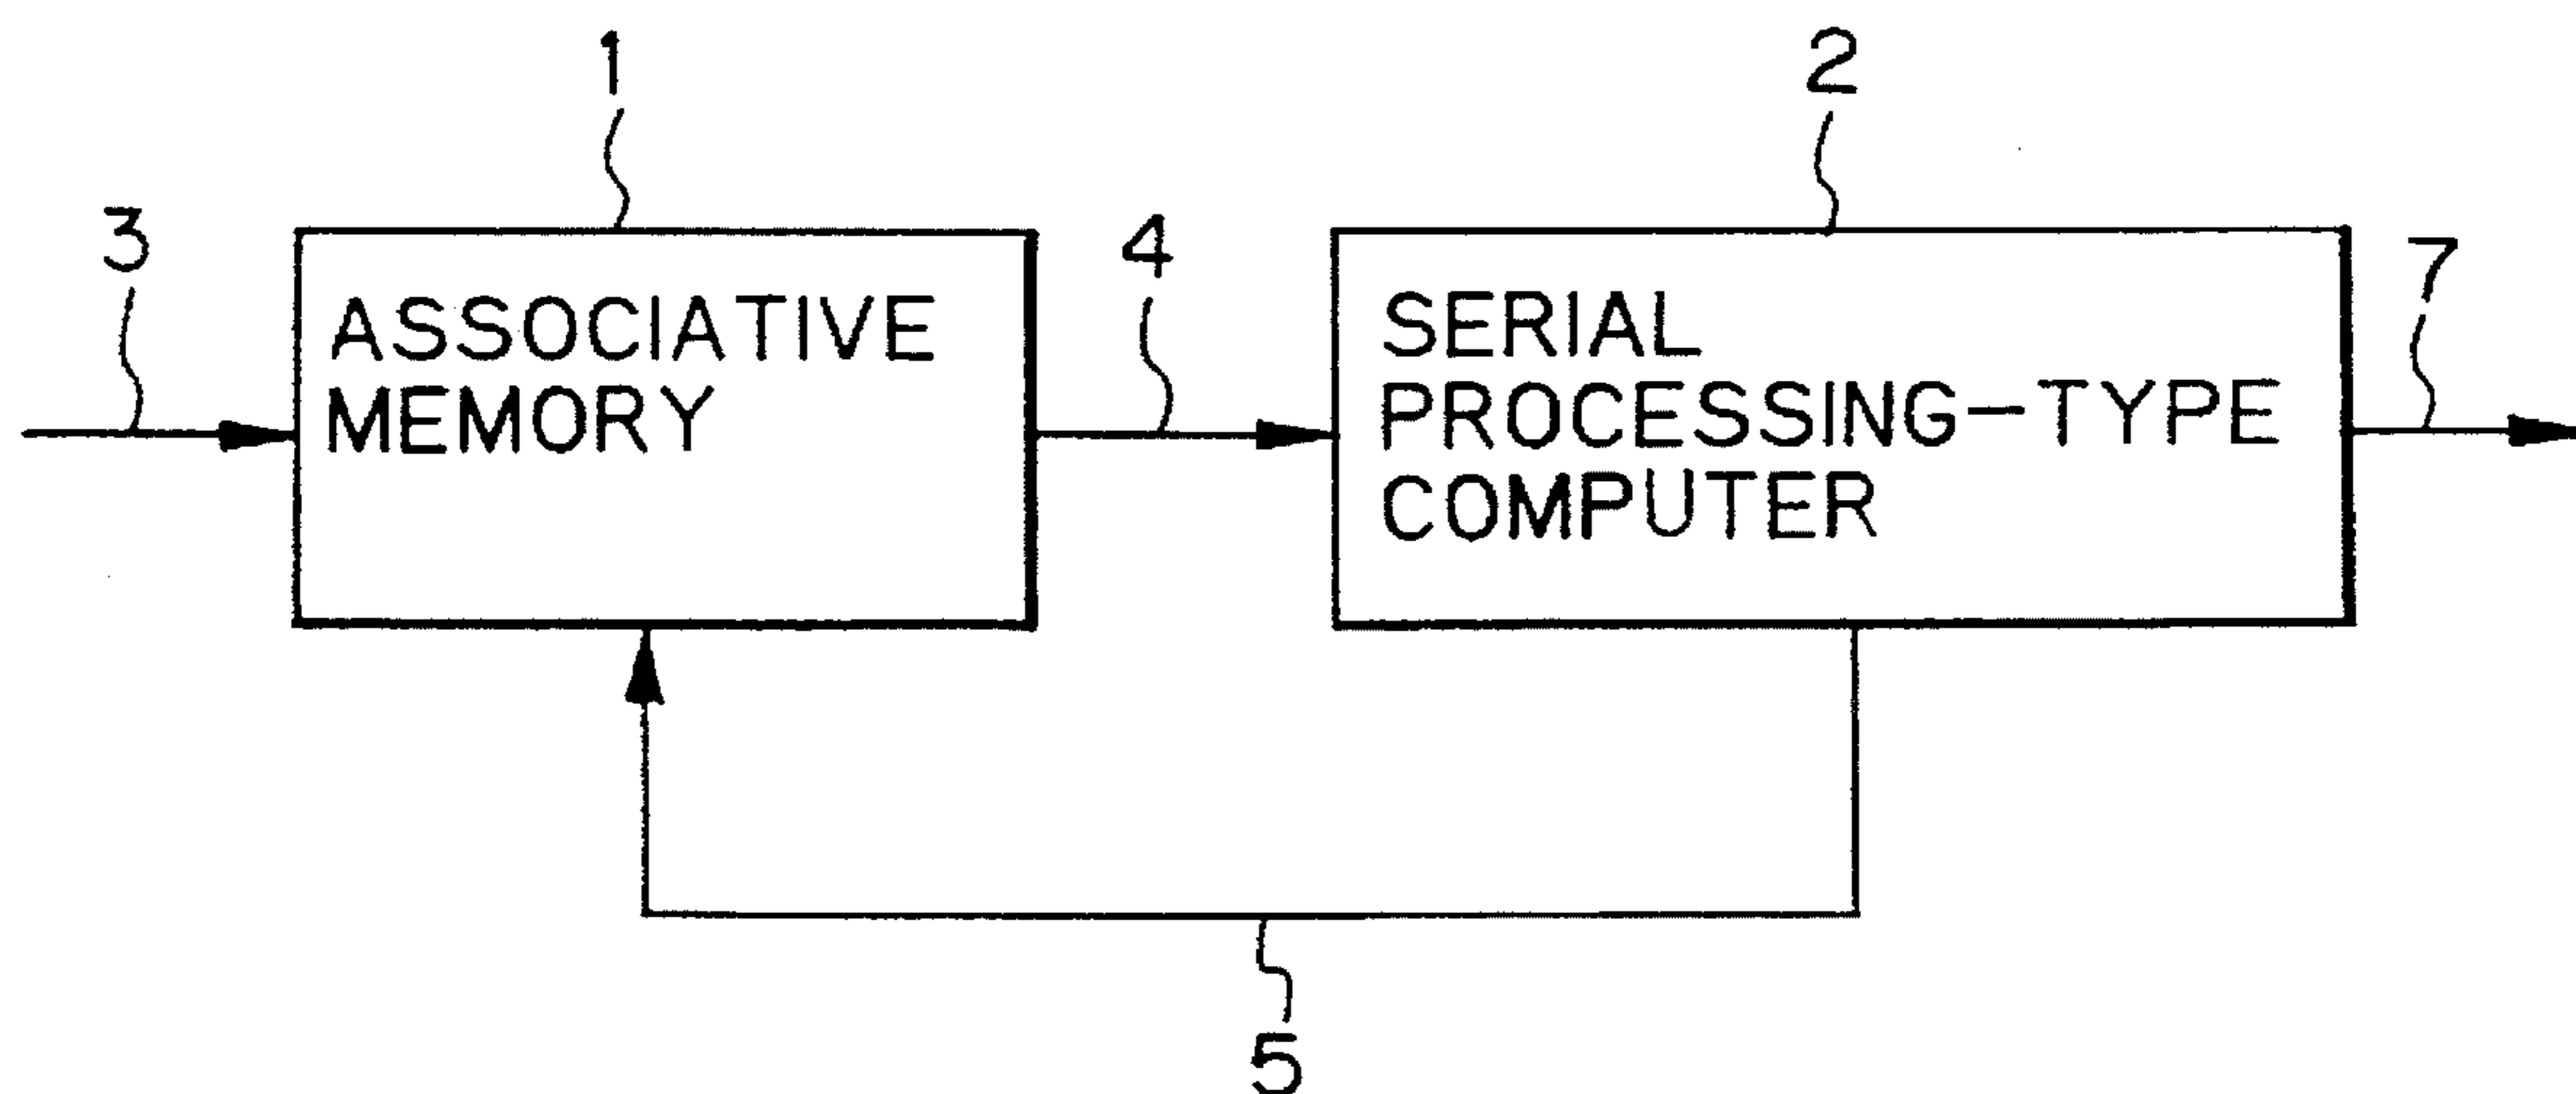 1
2
3
4
7
ASSOCIATIVE
MEMORY
SERIAL
PROCESSING-TYPE
COMPUTER
5